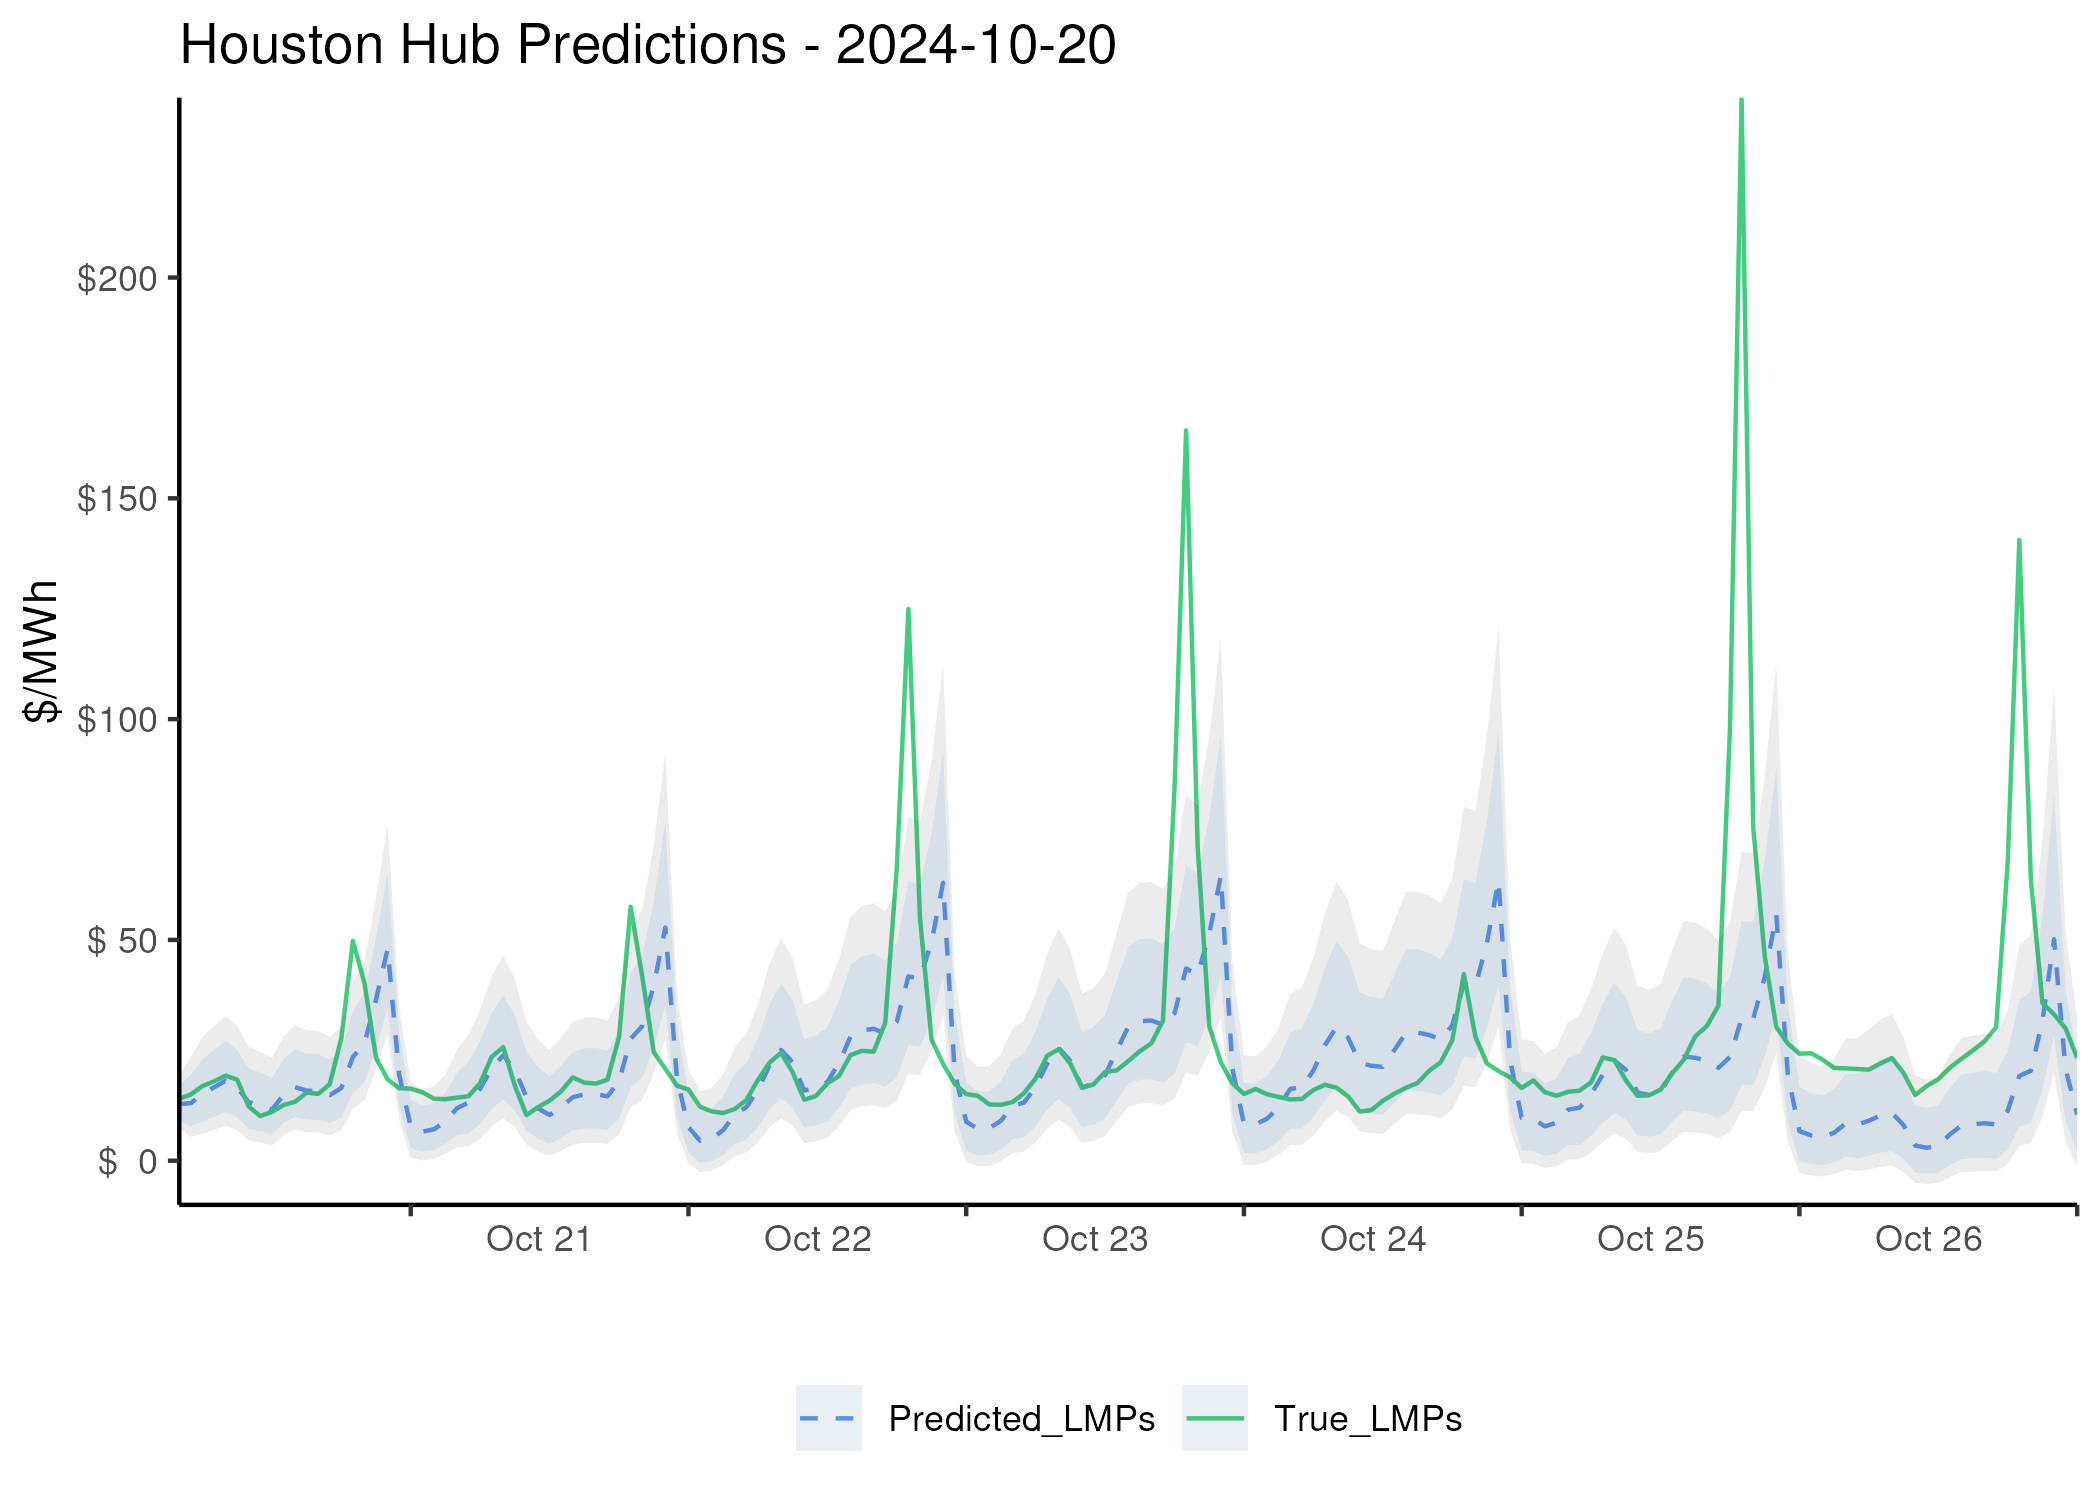 Houston Hub Predictions - 2024-10-20
$/MWh
$200
$150
$100
$ 50
$ 0
Oct 21
Oct 22
Oct 23
Oct 24
Oct 25
Oct 26
Predicted_LMPs
True_LMPs